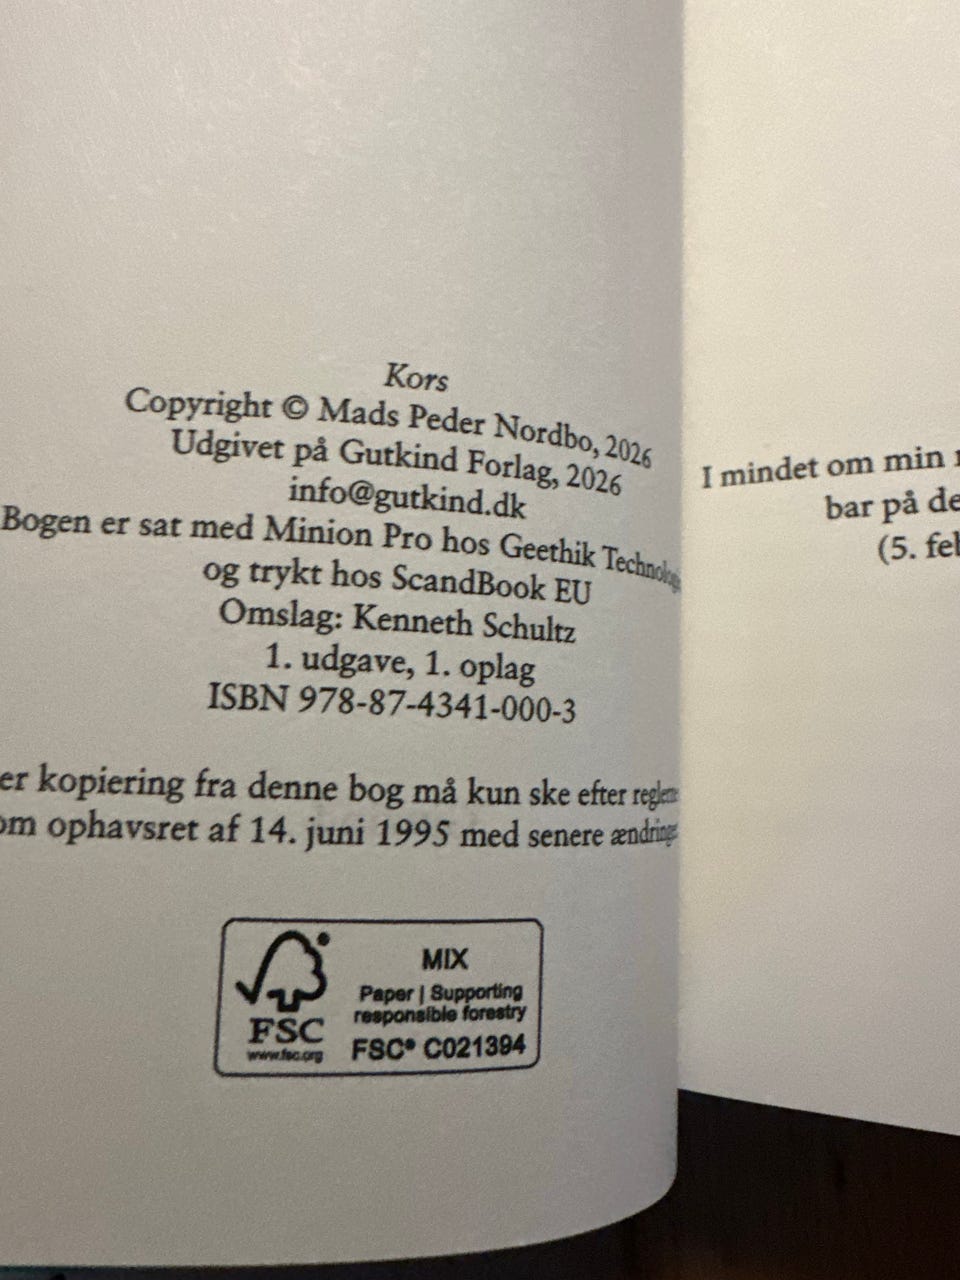 Kors
Copyright © Mads Peder Nordbo, 2026
Udgivet på Gutkind Forlag, 2026
info@gutkind.dk
Bogen er sat med Minion Pro hos Geethik
og trykt hos ScandBook EU
Omslag: Kenneth Schultz
1. udgave, 1. oplag
ISBN 978-87-4341-000-3
er kopiering fra denne bog må kun ske efter
om ophavsret af 14. juni 1995 med senere
FSC
www.fsc.org
MIX
Paper | Supporting
responsible forestry
FSC® C021394
I mindet om min
bar på
(5.